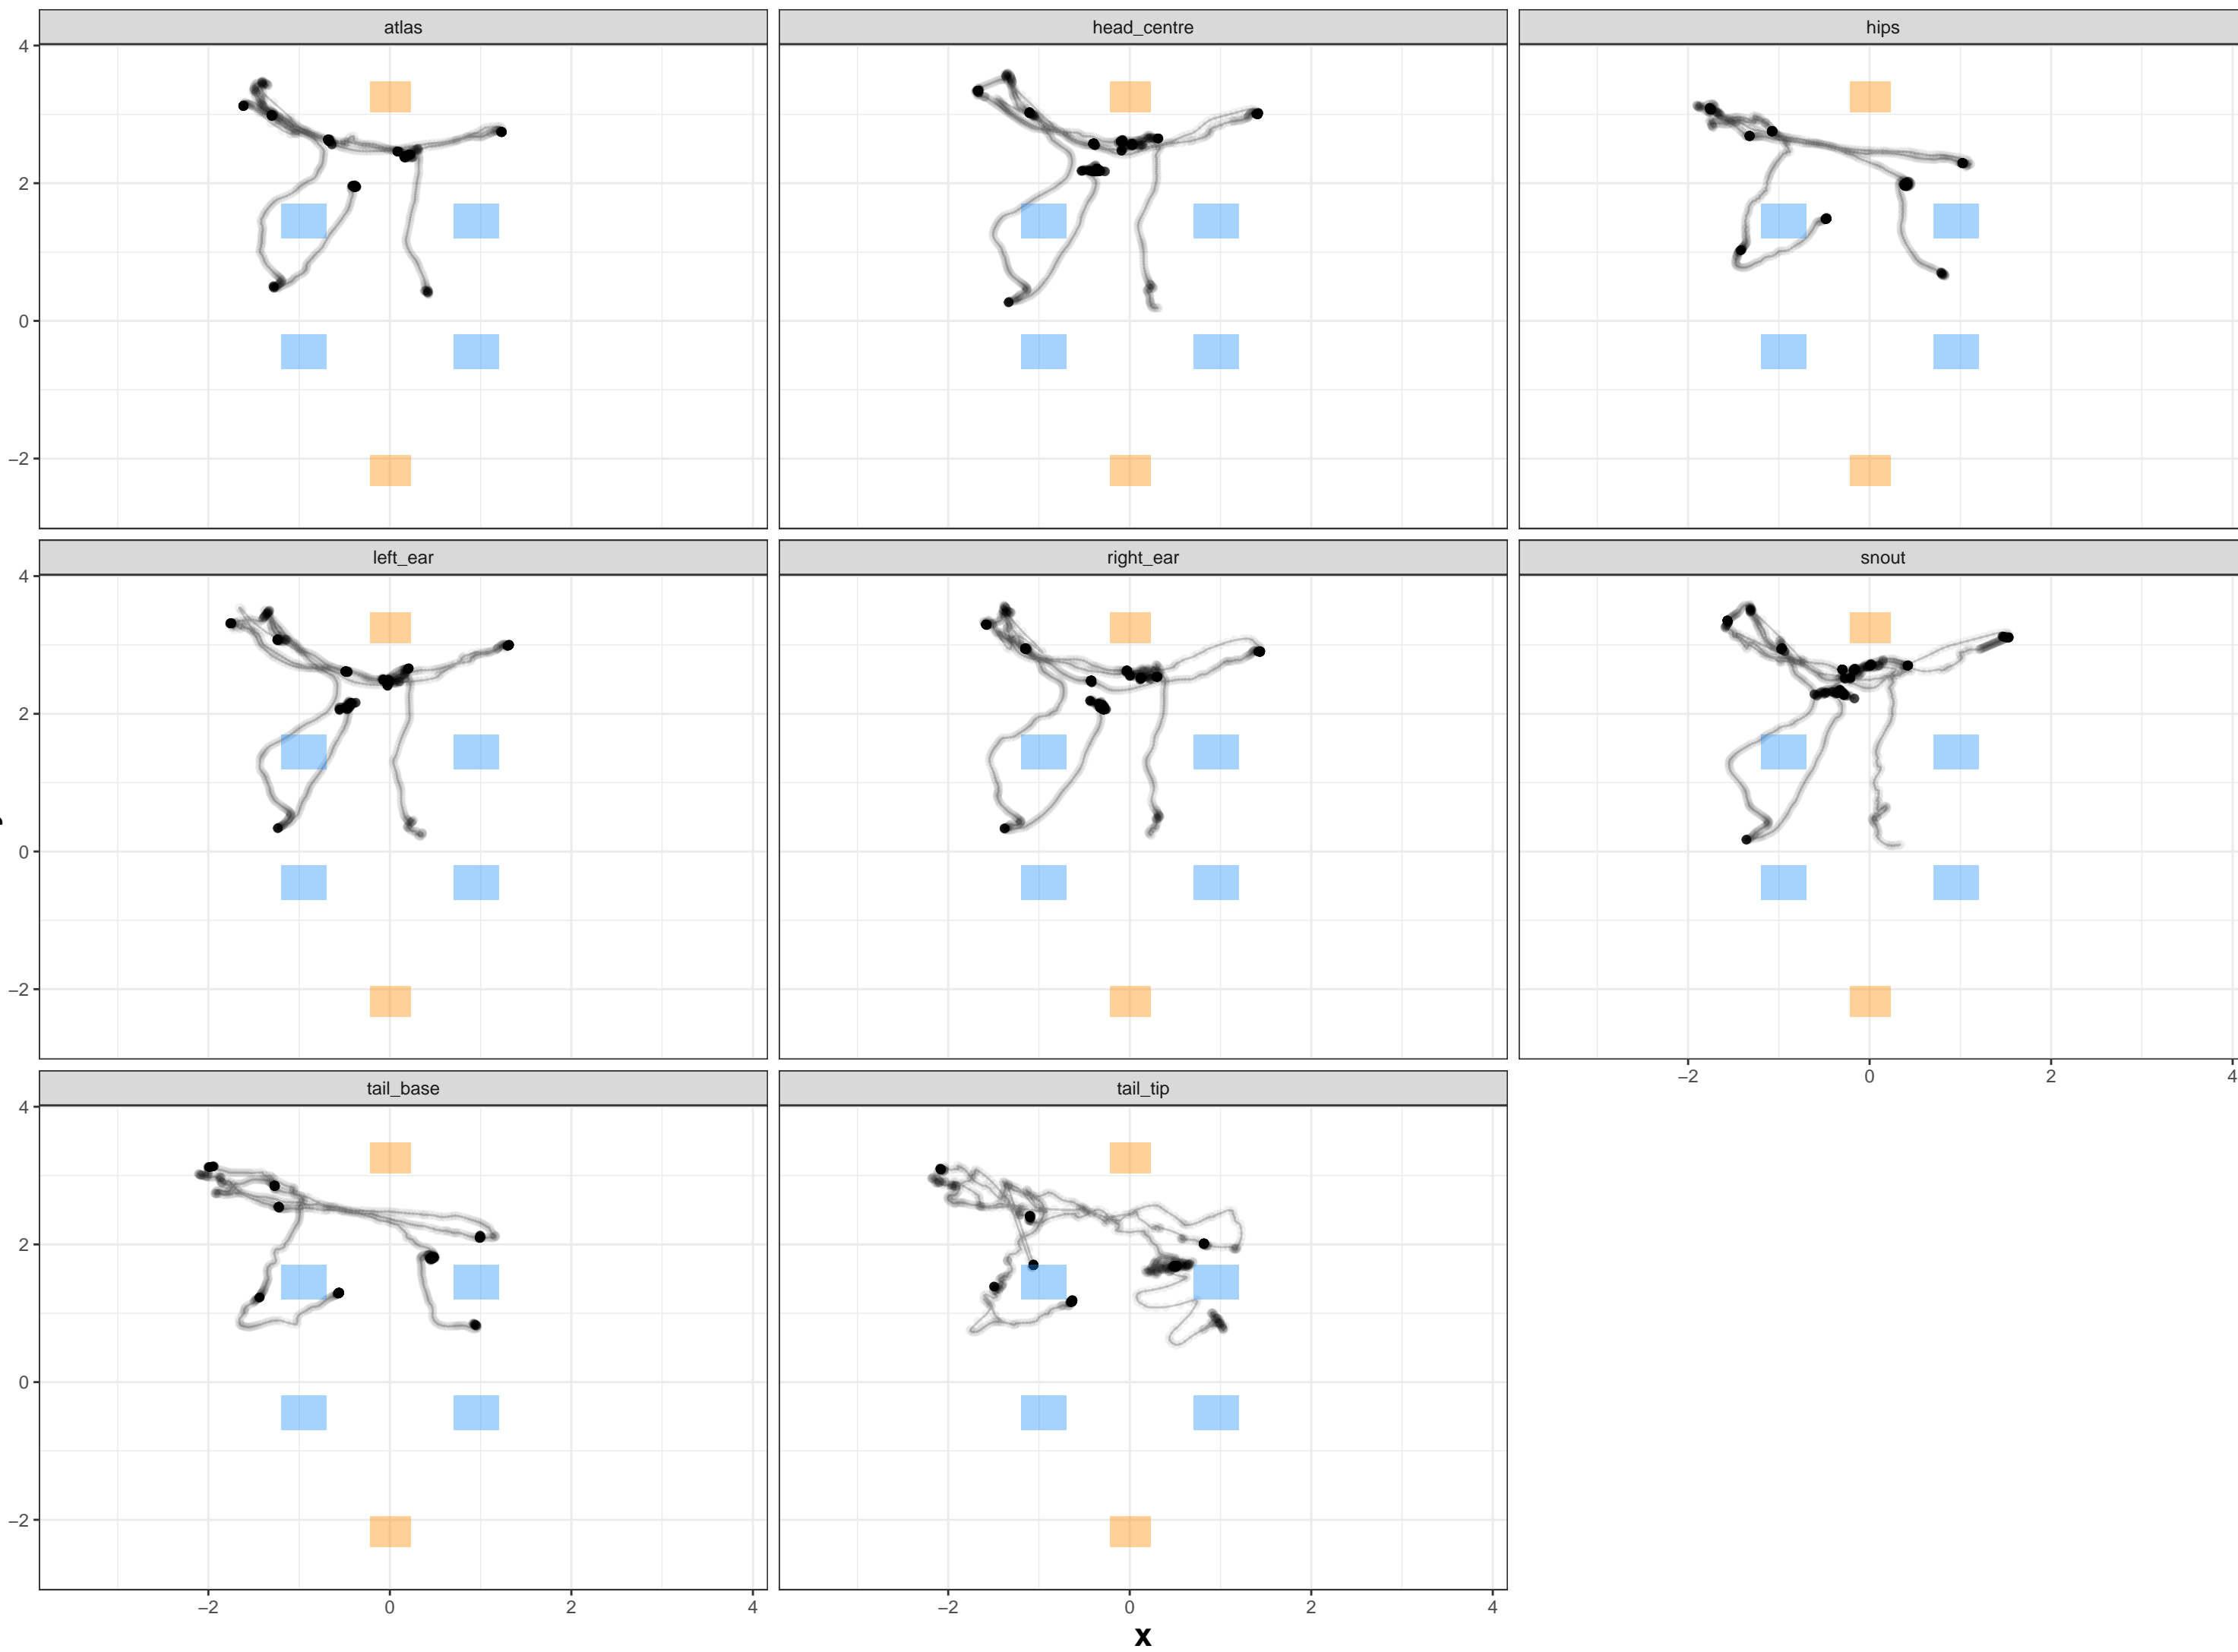 atlas head_centre hips
4
2
0
−2
left_ear right_ear snout
4
2
0
−2
−2 0 2 4
tail_base tail_tip
4
2
0
−2
−2 0 2 4 −2 0 2 4
x